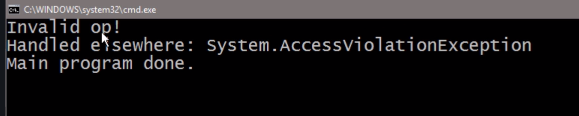 C:\WINDOWS\system32\cmd.exe
Invalid op!
Handled elsewhere: System.AccessViolationException
Main program done.